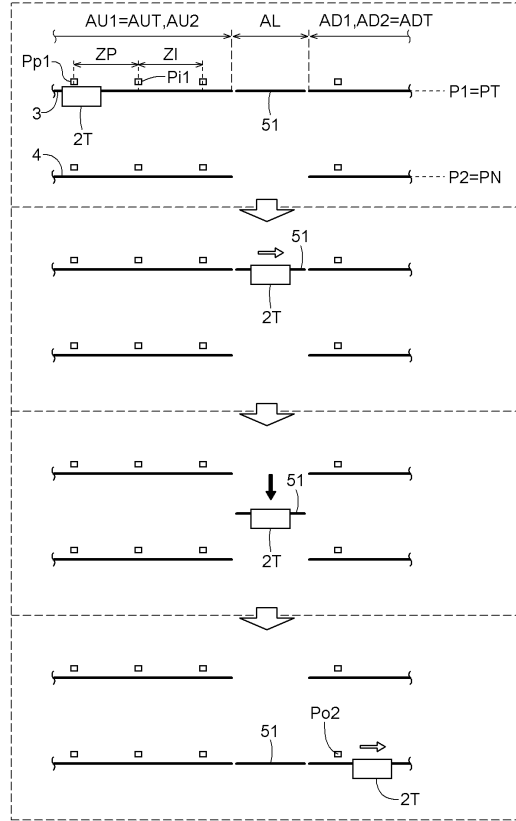 AU1=AUT,AU2 AL AD1,AD2=ADT
ZP ZI
Pp1 Pi1
P1=PT
3 51
2T
4
P2=PN
51
2T
51
2T
Po2
51
2T